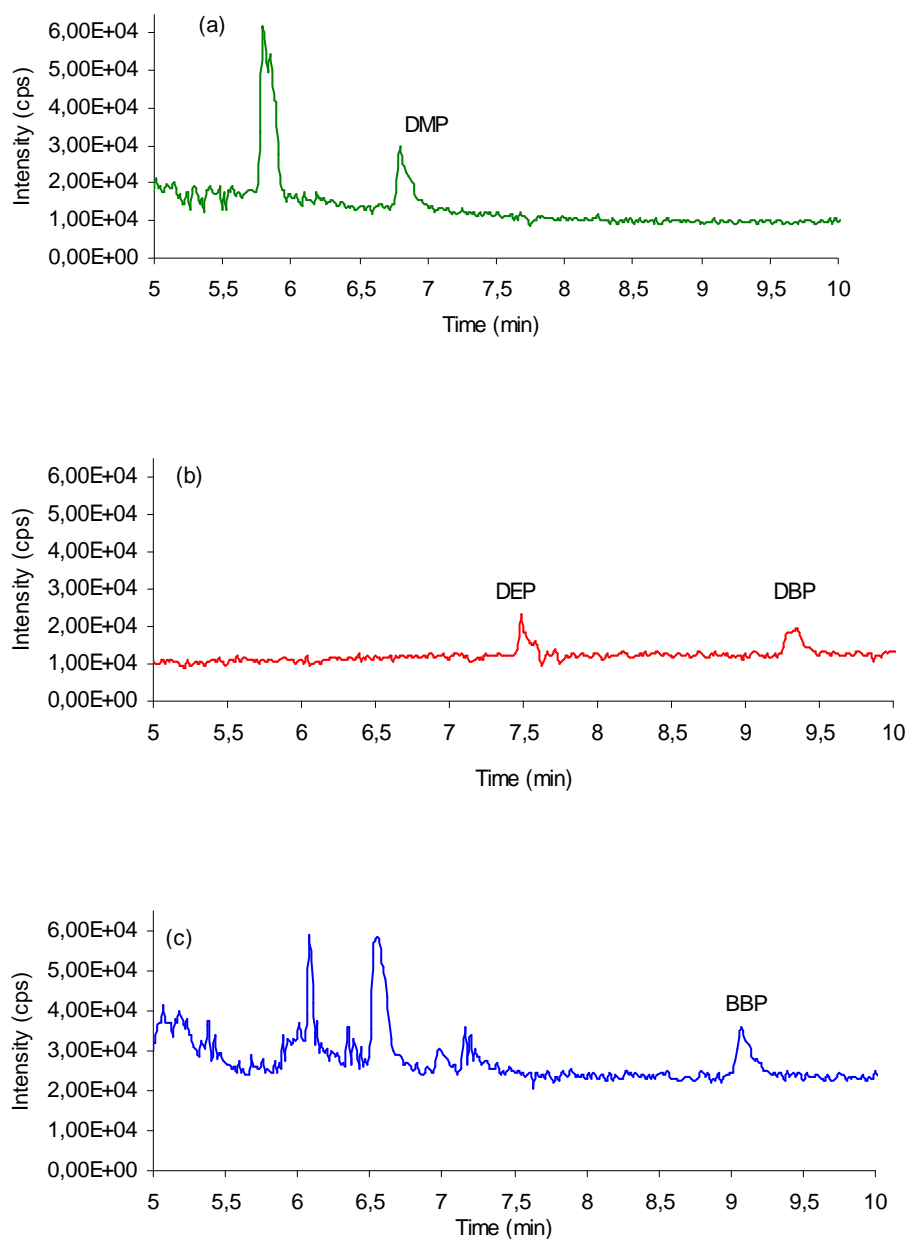 (a)
DMP
Intensity (cps)
6,00E+04
5,00E+04
4,00E+04
3,00E+04
2,00E+04
1,00E+04
0,00E+00
5 5,5 6 6,5 7 7,5 8 8,5 9 9,5 10
Time (min)
(b)
DEP DBP
Intensity (cps)
6,00E+04
5,00E+04
4,00E+04
3,00E+04
2,00E+04
1,00E+04
0,00E+00
5 5,5 6 6,5 7 7,5 8 8,5 9 9,5 10
Time (min)
(c)
BBP
Intensity (cps)
6,00E+04
5,00E+04
4,00E+04
3,00E+04
2,00E+04
1,00E+04
0,00E+00
5 5,5 6 6,5 7 7,5 8 8,5 9 9,5 10
Time (min)